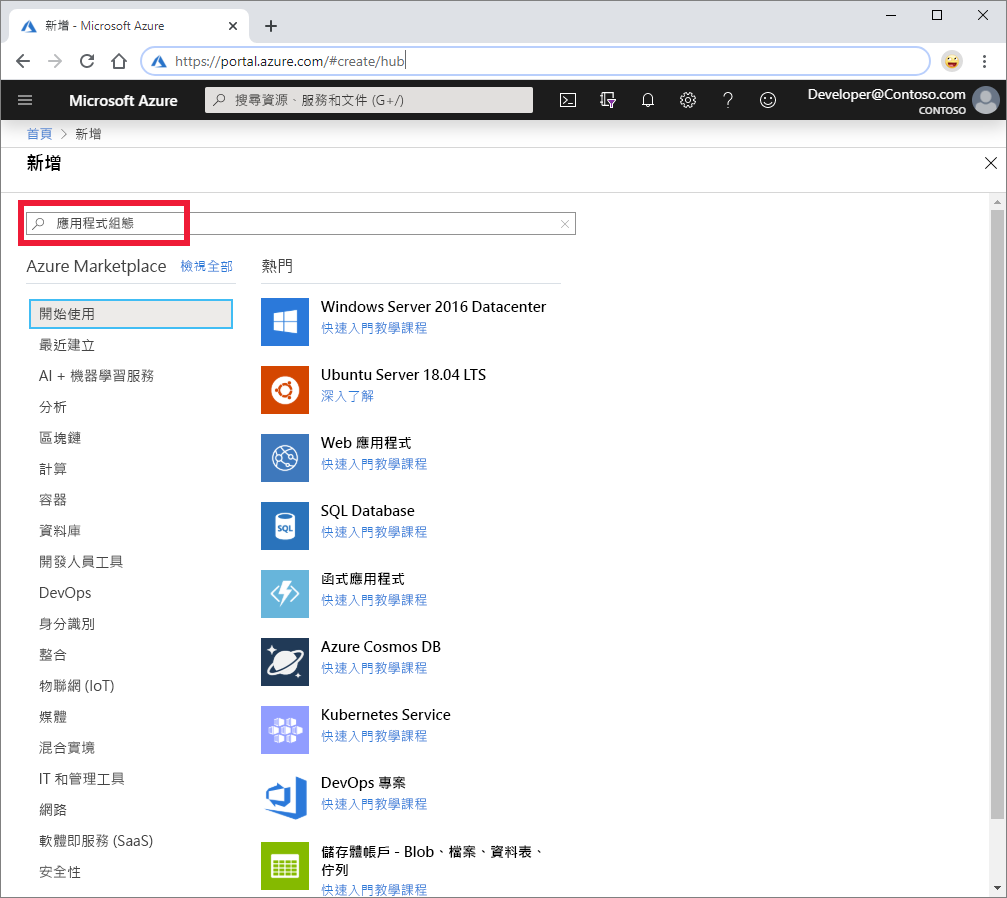 新增 - Microsoft Azure
https://portal.azure.com/#create/hub
Microsoft Azure
搜尋資源、服務和文件 (G+/)
Developer@Contoso.com
CONTOSO
首頁 > 新增
新增
應用程式組態
Azure Marketplace 檢視全部
熱門
開始使用
最近建立
AI + 機器學習服務
分析
區塊鏈
計算
容器
資料庫
開發人員工具
DevOps
身分識別
整合
物聯網 (IoT)
媒體
混合實境
IT 和管理工具
網路
軟體即服務 (SaaS)
安全性
Windows Server 2016 Datacenter
快速入門教學課程
Ubuntu Server 18.04 LTS
深入了解
Web 應用程式
快速入門教學課程
SQL
SQL Database
快速入門教學課程
函式應用程式
快速入門教學課程
Azure Cosmos DB
快速入門教學課程
Kubernetes Service
快速入門教學課程
DevOps 專案
快速入門教學課程
儲存體帳戶 - Blob、檔案、資料表、
佇列
快速入門教學課程